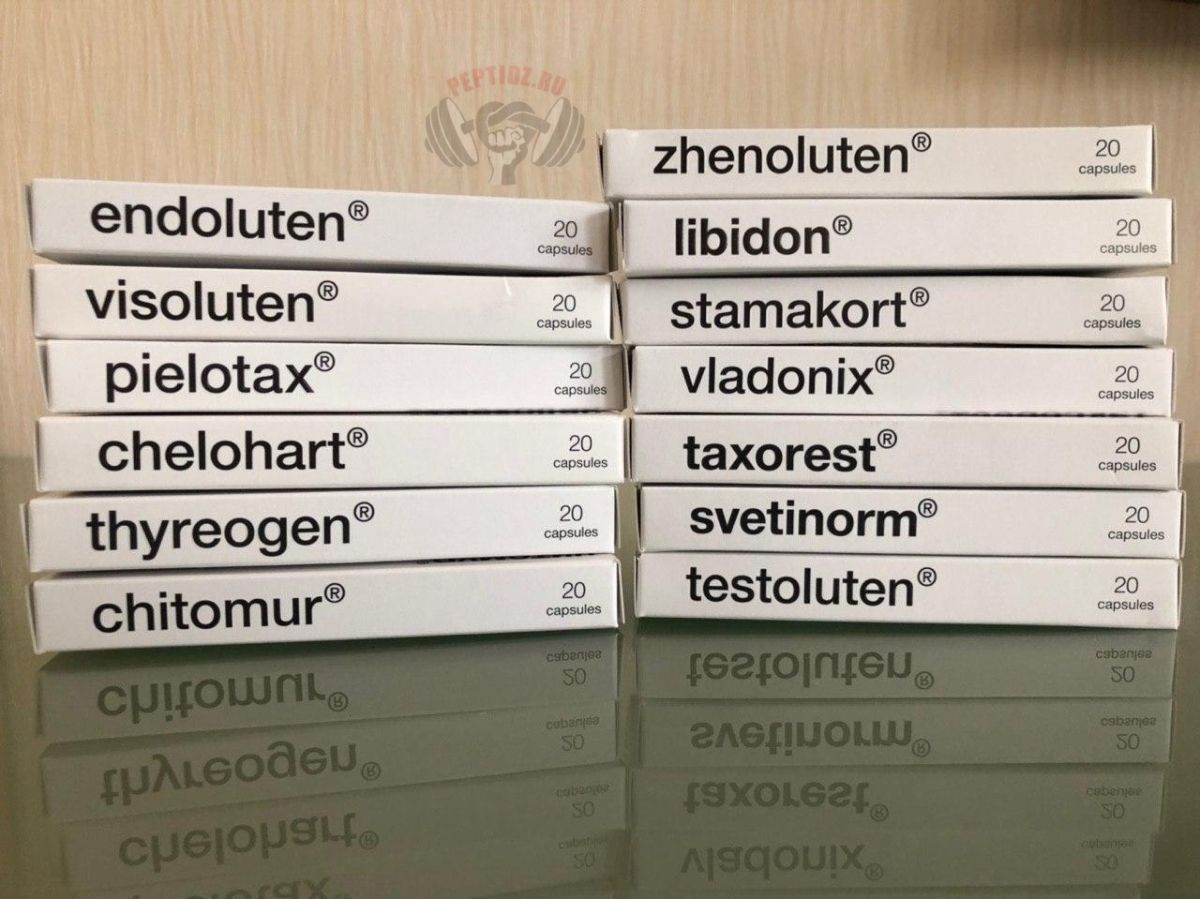 PEPTIDZ.RU
endoluten®
20
capsules
visoluten®
20
capsules
pielotax®
20
capsules
chelohart®
20
capsules
thyreogen®
20
capsules
chitomur®
20
capsules
zhenoluten®
20
capsules
libidon®
20
capsules
stamakort®
20
capsules
vladonix®
20
capsules
taxorest®
20
capsules
svetinorm®
20
capsules
testoluten®
20
capsules